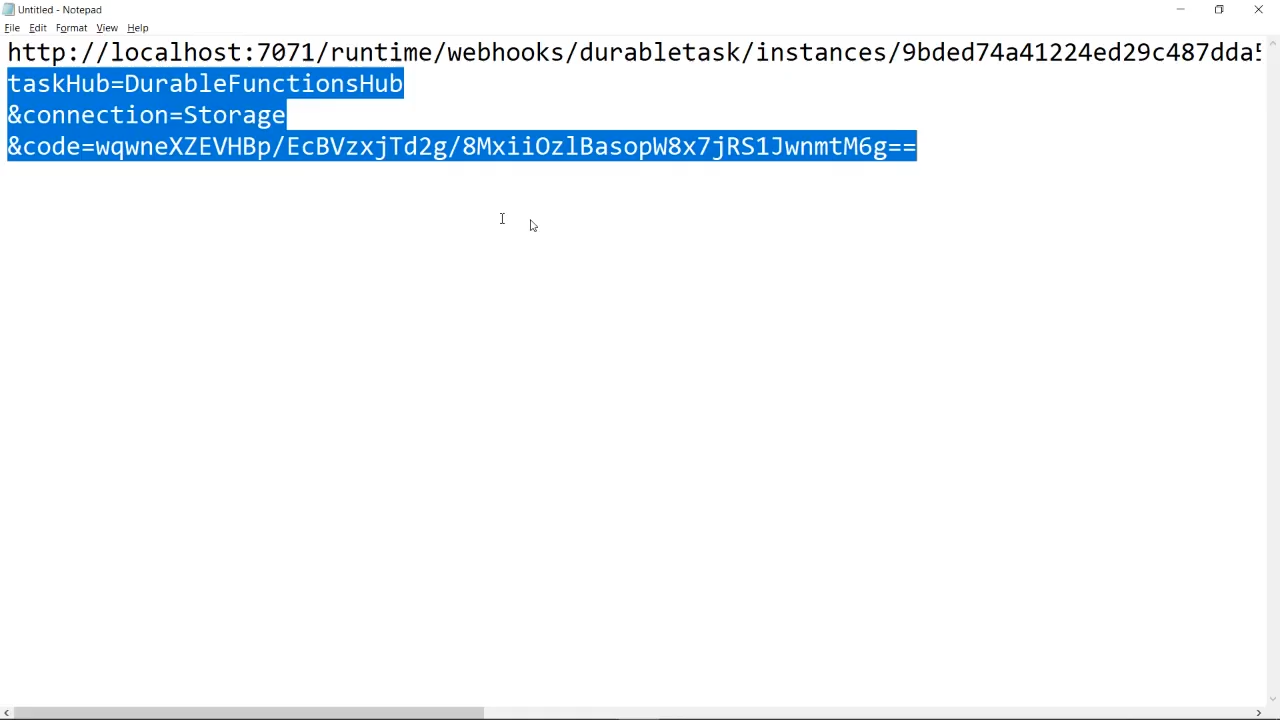 Untitled - Notepad
File Edit Format View Help
http://localhost:7071/runtime/webhooks/durabletask/instances/9bded74a41224ed29c487dda5
taskHub=DurableFunctionsHub
&connection=Storage
&code=wqwneXZEVHBp/EcBVzxjTd2g/8MxiiOzlBasopW8x7jRS1JwnmtM6g==